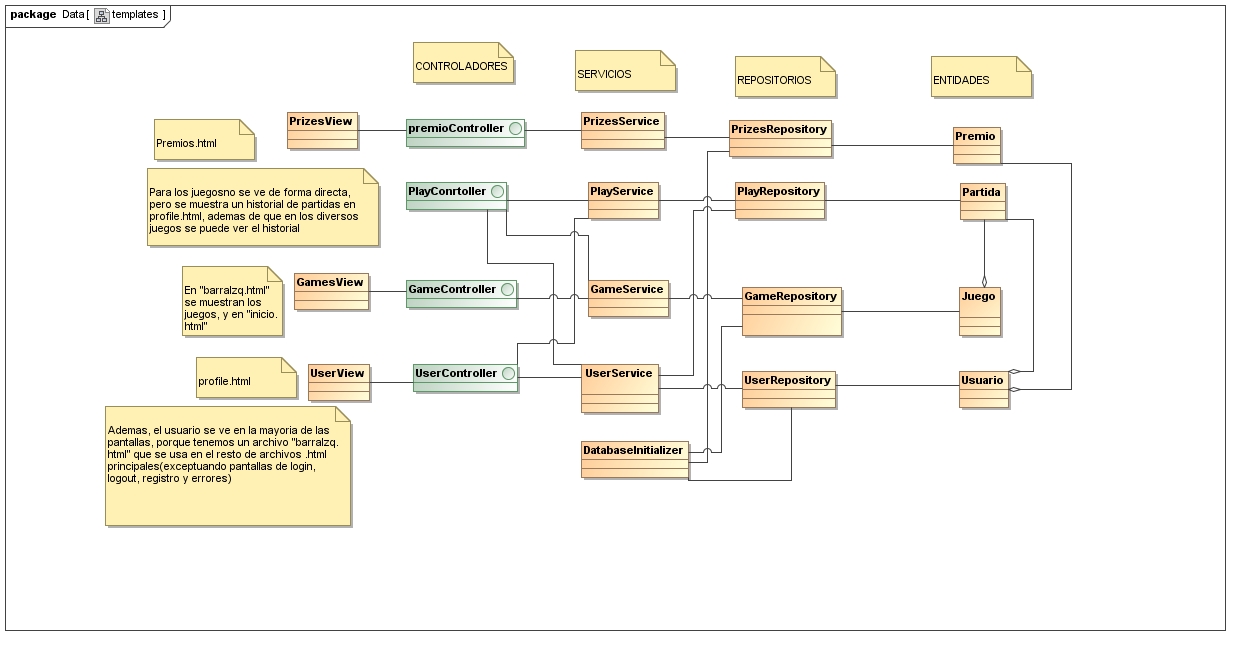 package Data [ templates ]
CONTROLADORES
SERVICIOS
REPOSITORIOS
ENTIDADES
Premios.html
PrizesView
premioController
PrizesService
PrizesRepository
Premio
Para los juegosno se ve de forma directa,
pero se muestra un historial de partidas en
profile.html, ademas de que en los diversos
juegos se puede ver el historial
PlayConrtoller
PlayService
PlayRepository
Partida
En "barraIzq.html"
se muestran los
juegos, y en "inicio.
html"
GamesView
GameController
GameService
GameRepository
Juego
profile.html
UserView
UserController
UserService
UserRepository
Usuario
Ademas, el usuario se ve en la mayoria de las
pantallas, porque tenemos un archivo "barraIzq.
html" que se usa en el resto de archivos .html
principales(exceptuando pantallas de login,
logout, registro y errores)
DatabaseInitializer